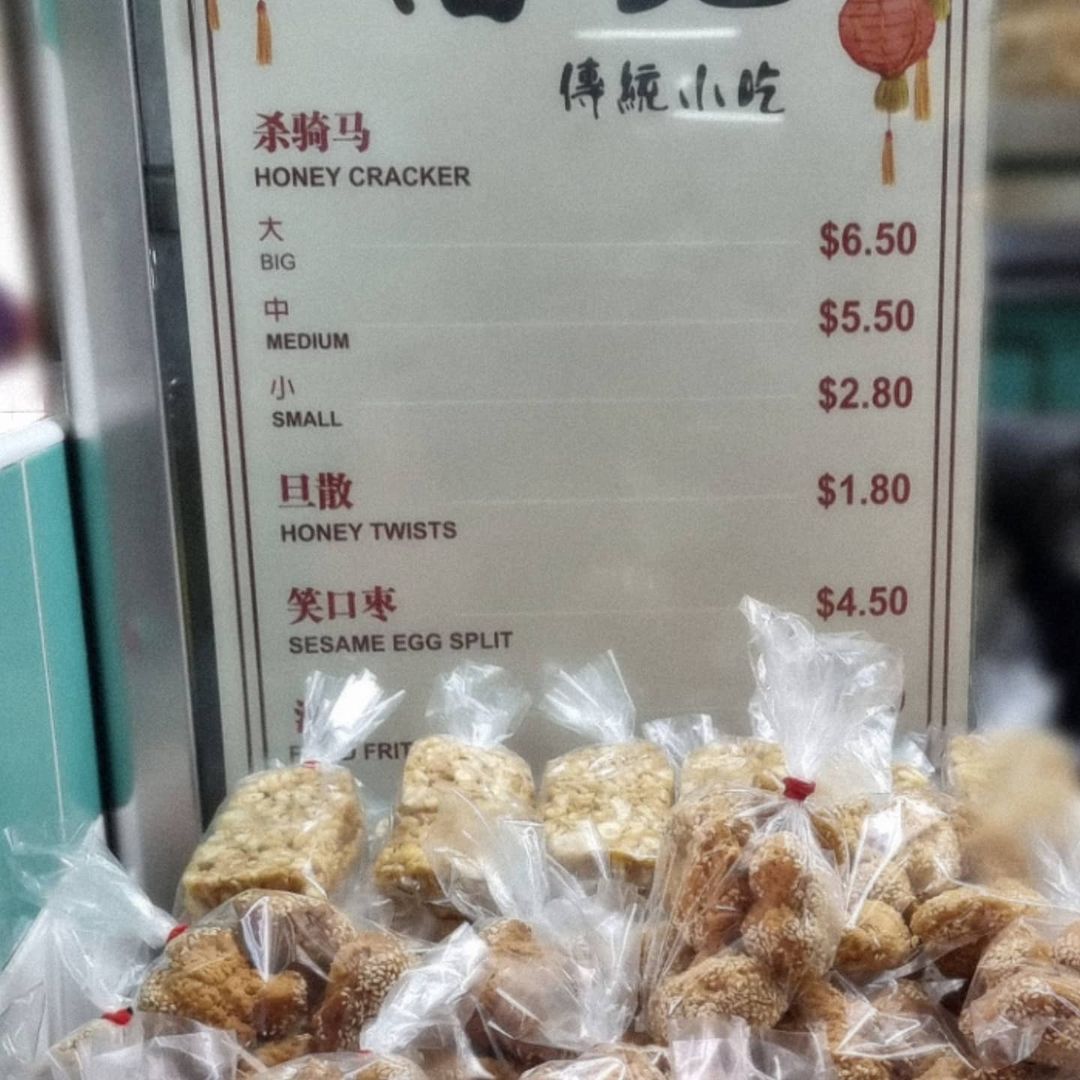 傳統小吃
杀骑马
HONEY CRACKER
大
BIG
$6.50
中
MEDIUM
$5.50
小
SMALL
$2.80
旦散
HONEY TWISTS
$1.80
笑口枣
SESAME EGG SPLIT
$4.50